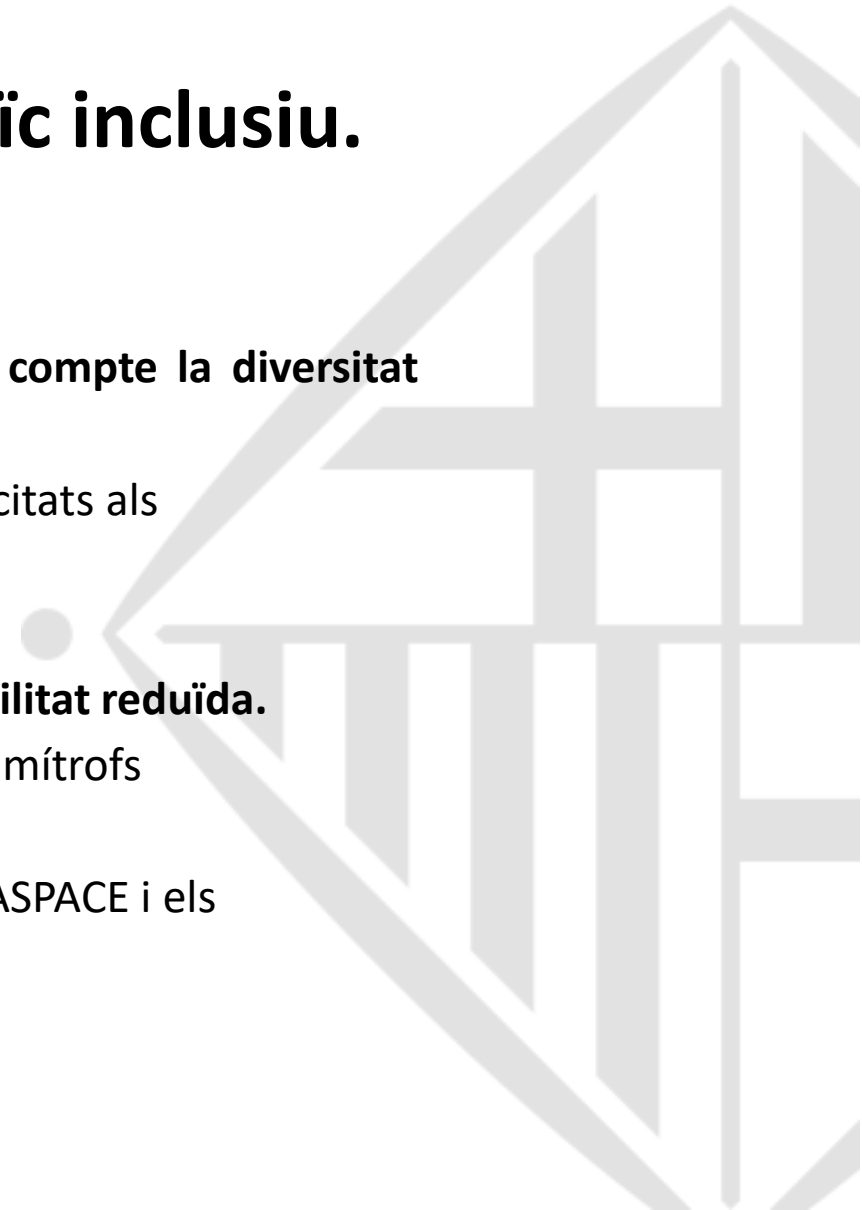 ïc inclusiu.
compte la diversitat
citats als
ilitat reduïda.
mítrofs
ASPACE i els